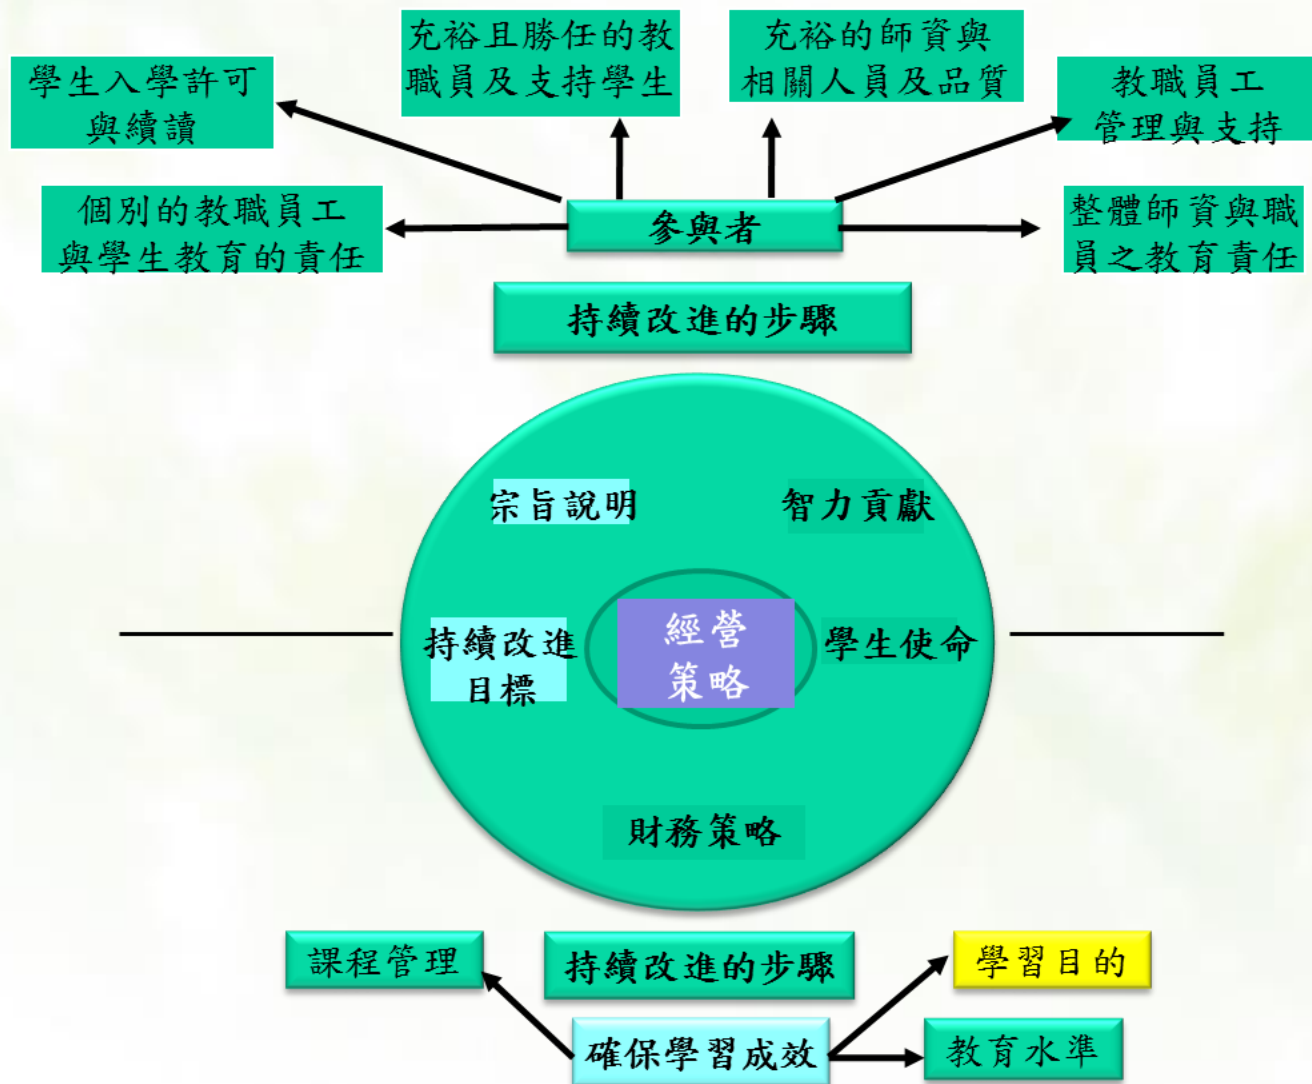 充裕且勝任的教
職員及支持學生
充裕的師資與
相關人員及品質
學生入學許可
與續讀
教職員工
管理與支持
個別的教職員工
與學生教育的責任
參與者
整體師資與職
員之教育責任
持續改進的步驟
宗旨說明
智力貢獻
持續改進
目標
經營
策略
學生使命
財務策略
課程管理
持續改進的步驟
學習目的
確保學習成效
教育水準